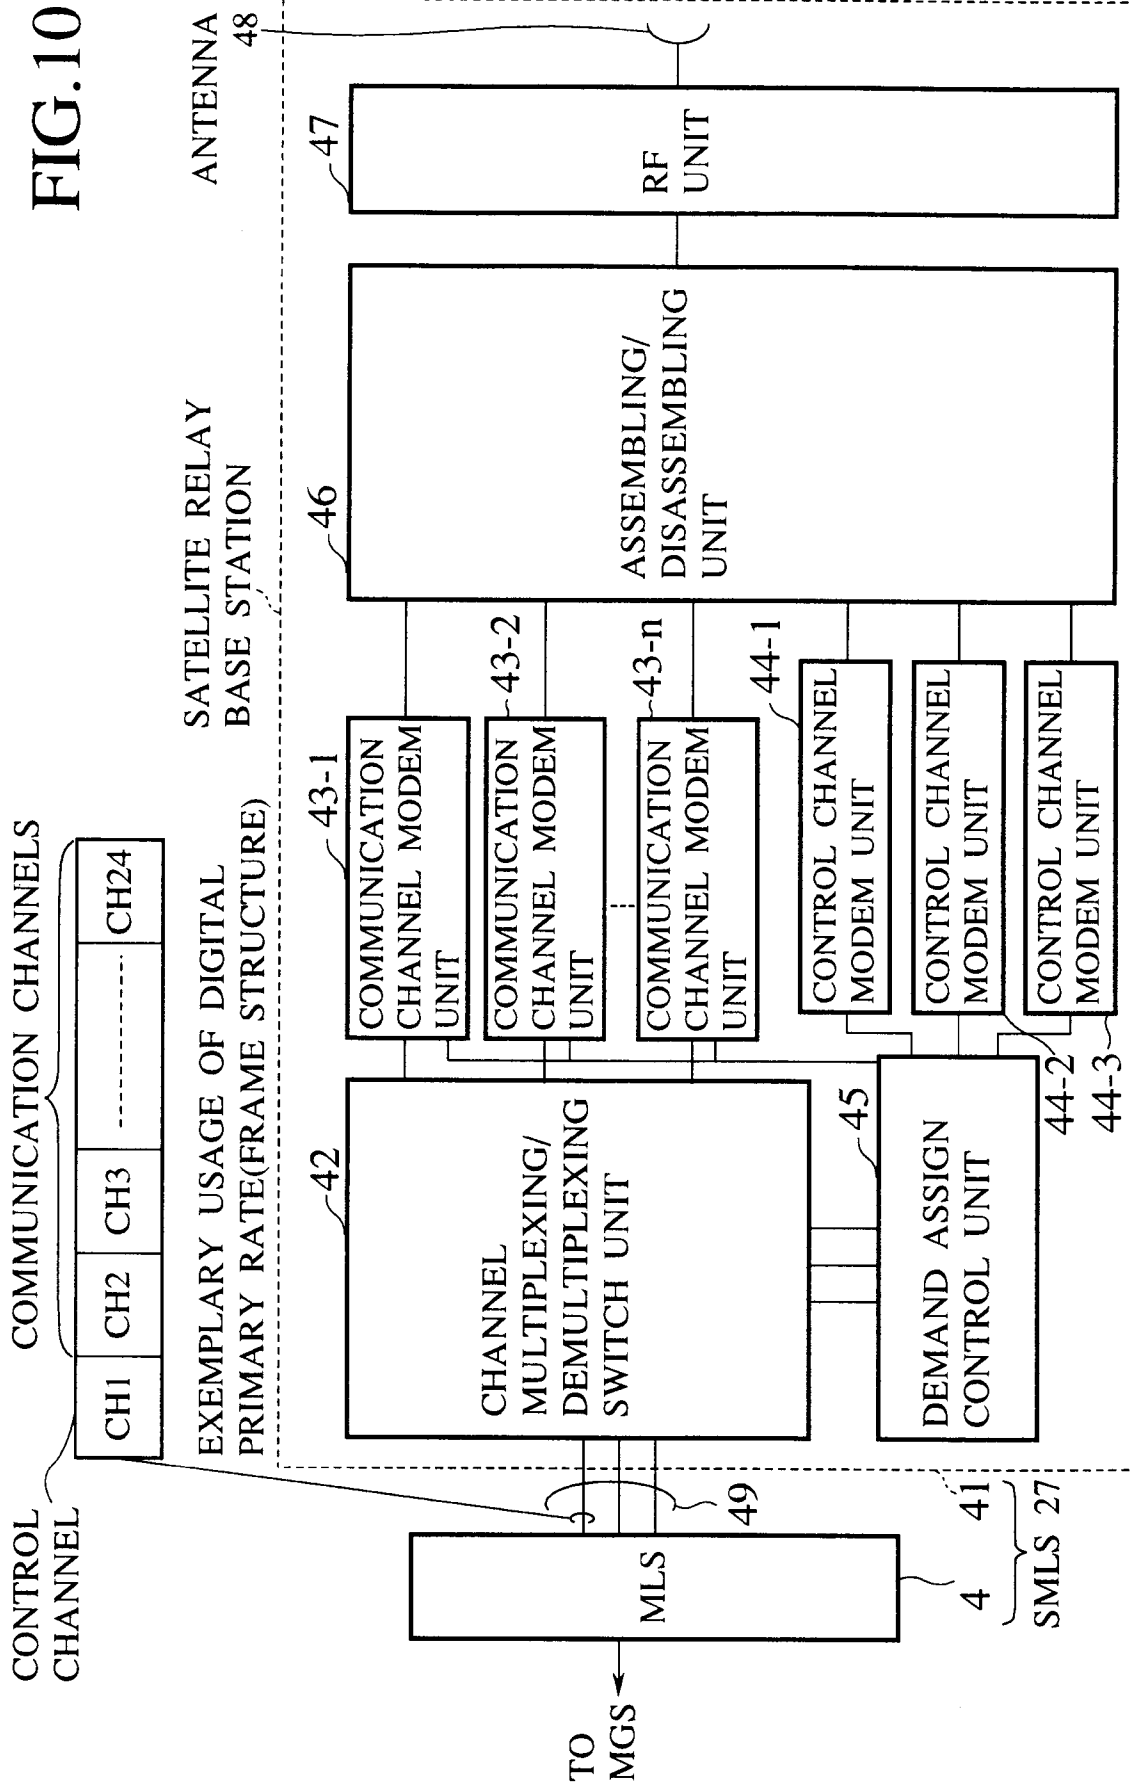 FIG.10
CONTROL
CHANNEL
COMMUNICATION CHANNELS
CH1
CH2
CH3
CH24
EXEMPLARY USAGE OF DIGITAL
PRIMARY RATE(FRAME STRUCTURE)
SATELLITE RELAY
BASE STATION
ANTENNA
48
TO
MGS
MLS
4
49
41
SMLS 27
42
CHANNEL
MULTIPLEXING/
DEMULTIPLEXING
SWITCH UNIT
45
DEMAND ASSIGN
CONTROL UNIT
43-1
COMMUNICATION
CHANNEL MODEM
UNIT
43-2
COMMUNICATION
CHANNEL MODEM
UNIT
43-n
COMMUNICATION
CHANNEL MODEM
UNIT
44-1
CONTROL CHANNEL
MODEM UNIT
CONTROL CHANNEL
MODEM UNIT
44-2
CONTROL CHANNEL
MODEM UNIT
44-3
46
ASSEMBLING/
DISASSEMBLING
UNIT
47
RF
UNIT